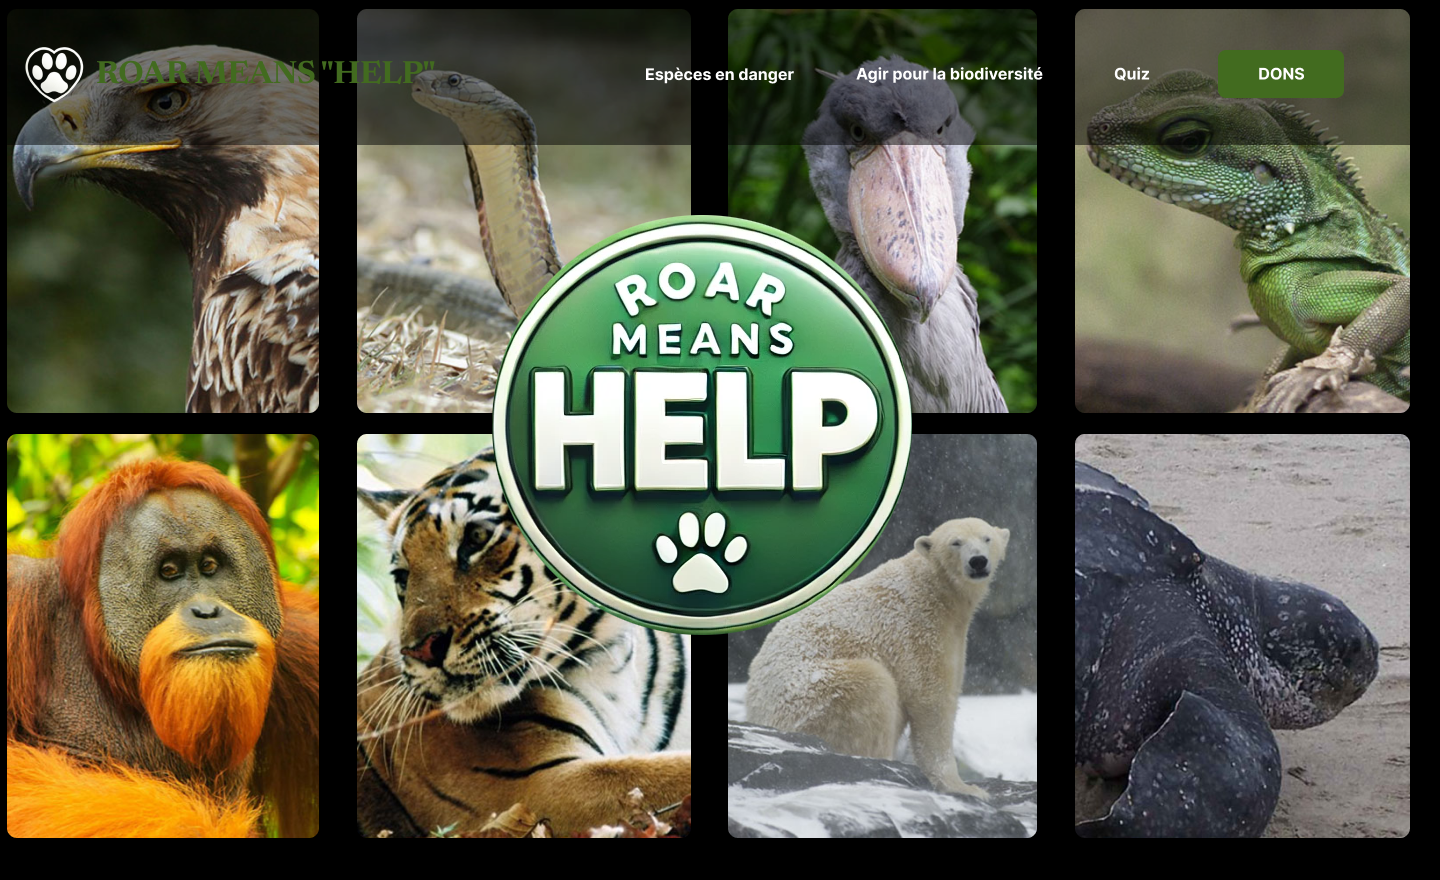 ROAR MEANS "HELP"
Espèces en danger
Agir pour la biodiversité
Quiz
DONS
ROAR
MEANS
HELP